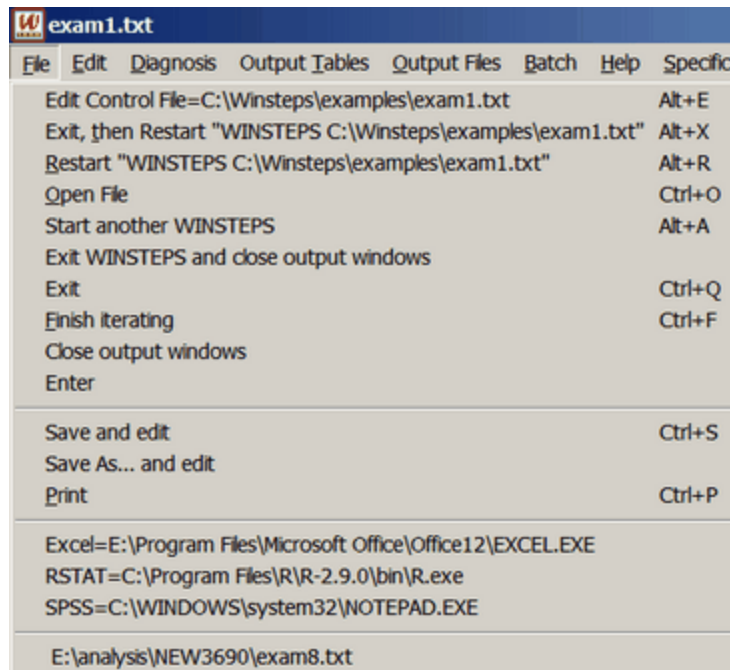 exam1.txt
File Edit Diagnosis Output Tables Output Files Batch Help Specific
Edit Control File=C:\Winsteps\examples\exam1.txt Alt+E
Exit, then Restart "WINSTEPS C:\Winsteps\examples\exam1.txt" Alt+X
Restart "WINSTEPS C:\Winsteps\examples\exam1.txt" Alt+R
Open File Ctrl+O
Start another WINSTEPS Alt+A
Exit WINSTEPS and close output windows
Exit Ctrl+Q
Finish iterating Ctrl+F
Close output windows
Enter
Save and edit Ctrl+S
Save As... and edit
Print Ctrl+P
Excel=E:\Program Files\Microsoft Office\Office12\EXCEL.EXE
RSTAT=C:\Program Files\R\R-2.9.0\bin\R.exe
SPSS=C:\WINDOWS\system32\NOTEPAD.EXE
E:\analysis\NEW3690\exam8.txt